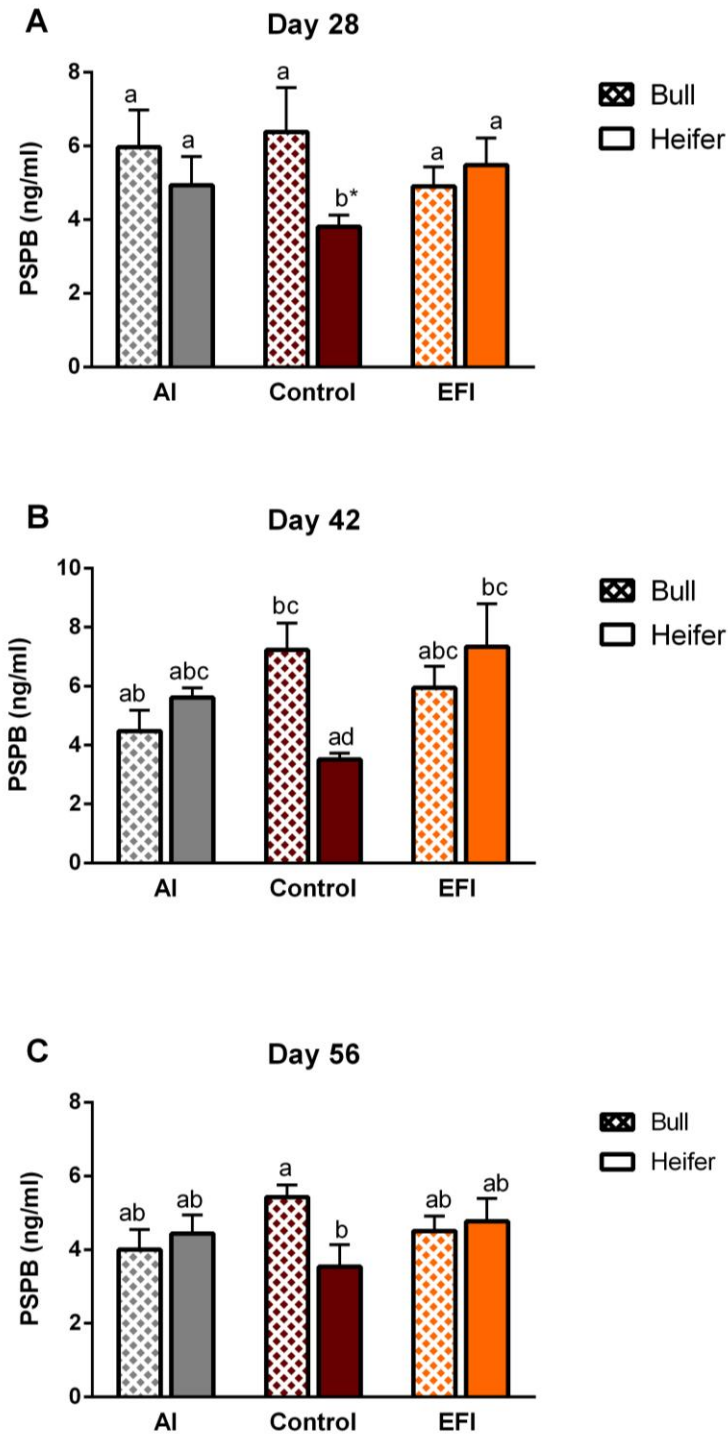 A
Day 28
Bull
Heifer
PSPB (ng/ml)
8
6
4
2
0
a
a
a
b*
a
a
AI
Control
EFI
B
Day 42
Bull
Heifer
PSPB (ng/ml)
10
8
6
4
2
0
ab
abc
bc
ad
abc
bc
AI
Control
EFI
C
Day 56
Bull
Heifer
PSPB (ng/ml)
8
6
4
2
0
ab
ab
a
b
ab
ab
AI
Control
EFI